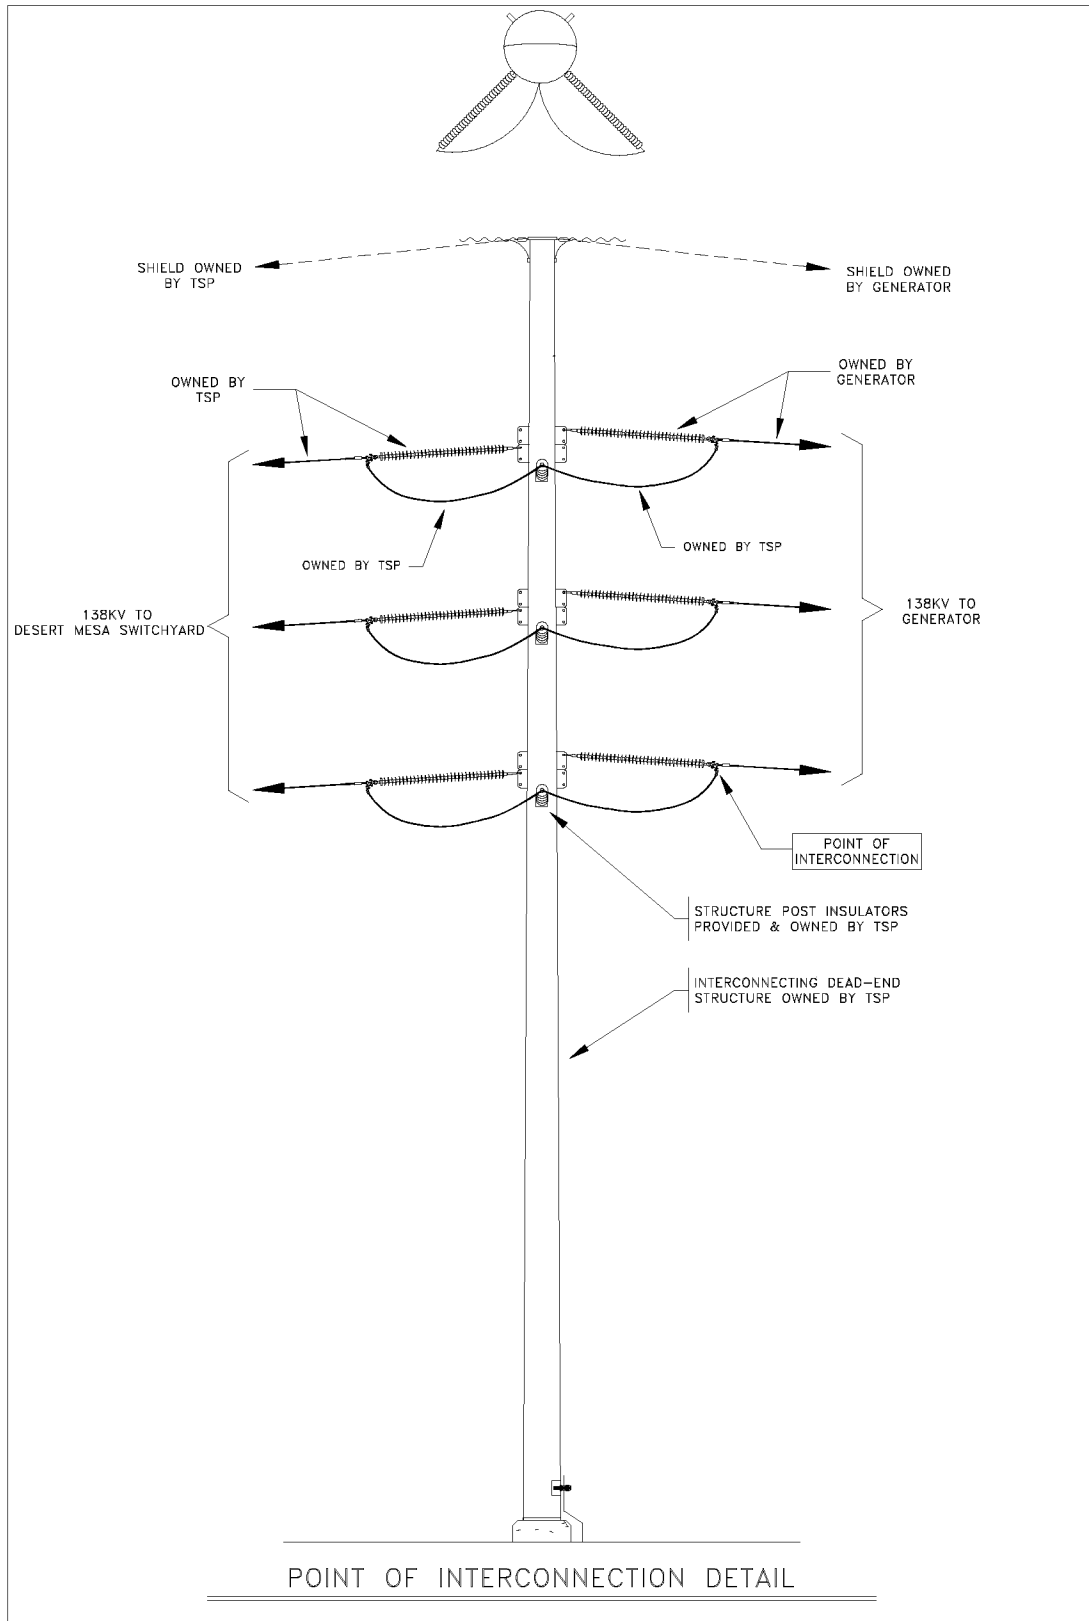 SHIELD OWNED
BY TSP
SHIELD OWNED
BY GENERATOR
OWNED BY
TSP
OWNED BY
GENERATOR
OWNED BY TSP
OWNED BY TSP
138KV TO
DESERT MESA SWITCHYARD
138KV TO
GENERATOR
POINT OF
INTERCONNECTION
STRUCTURE POST INSULATORS
PROVIDED & OWNED BY TSP
INTERCONNECTING DEAD-END
STRUCTURE OWNED BY TSP
POINT OF INTERCONNECTION DETAIL